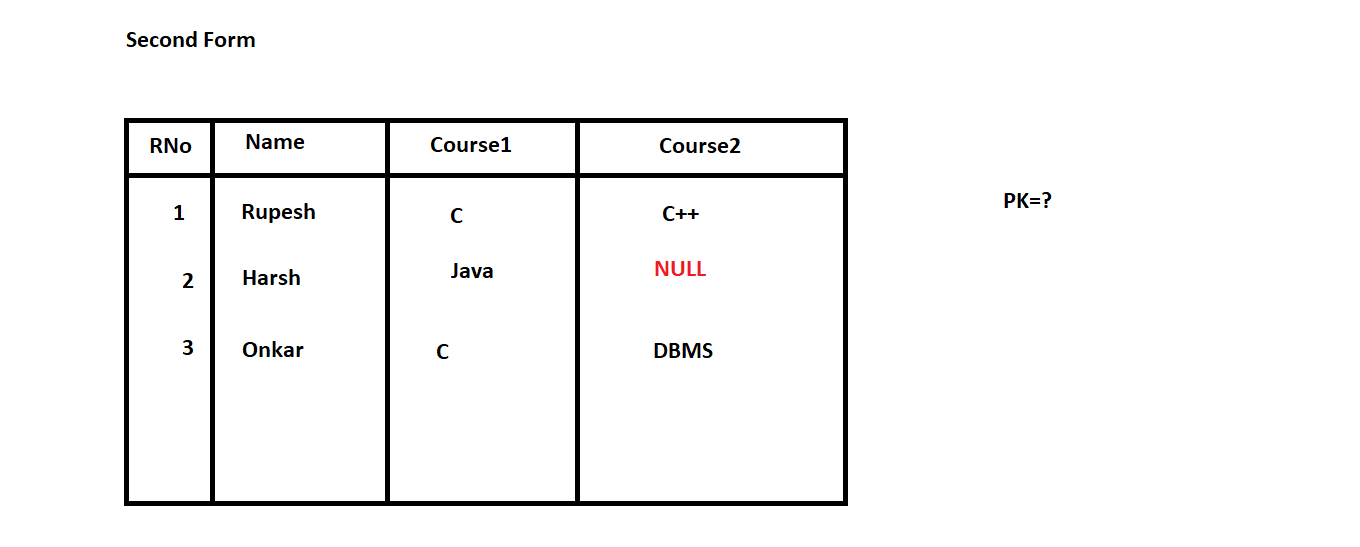 Second Form
RNo Name Course1 Course2
PK=?
1 Rupesh C C++
2 Harsh Java NULL
3 Onkar C DBMS